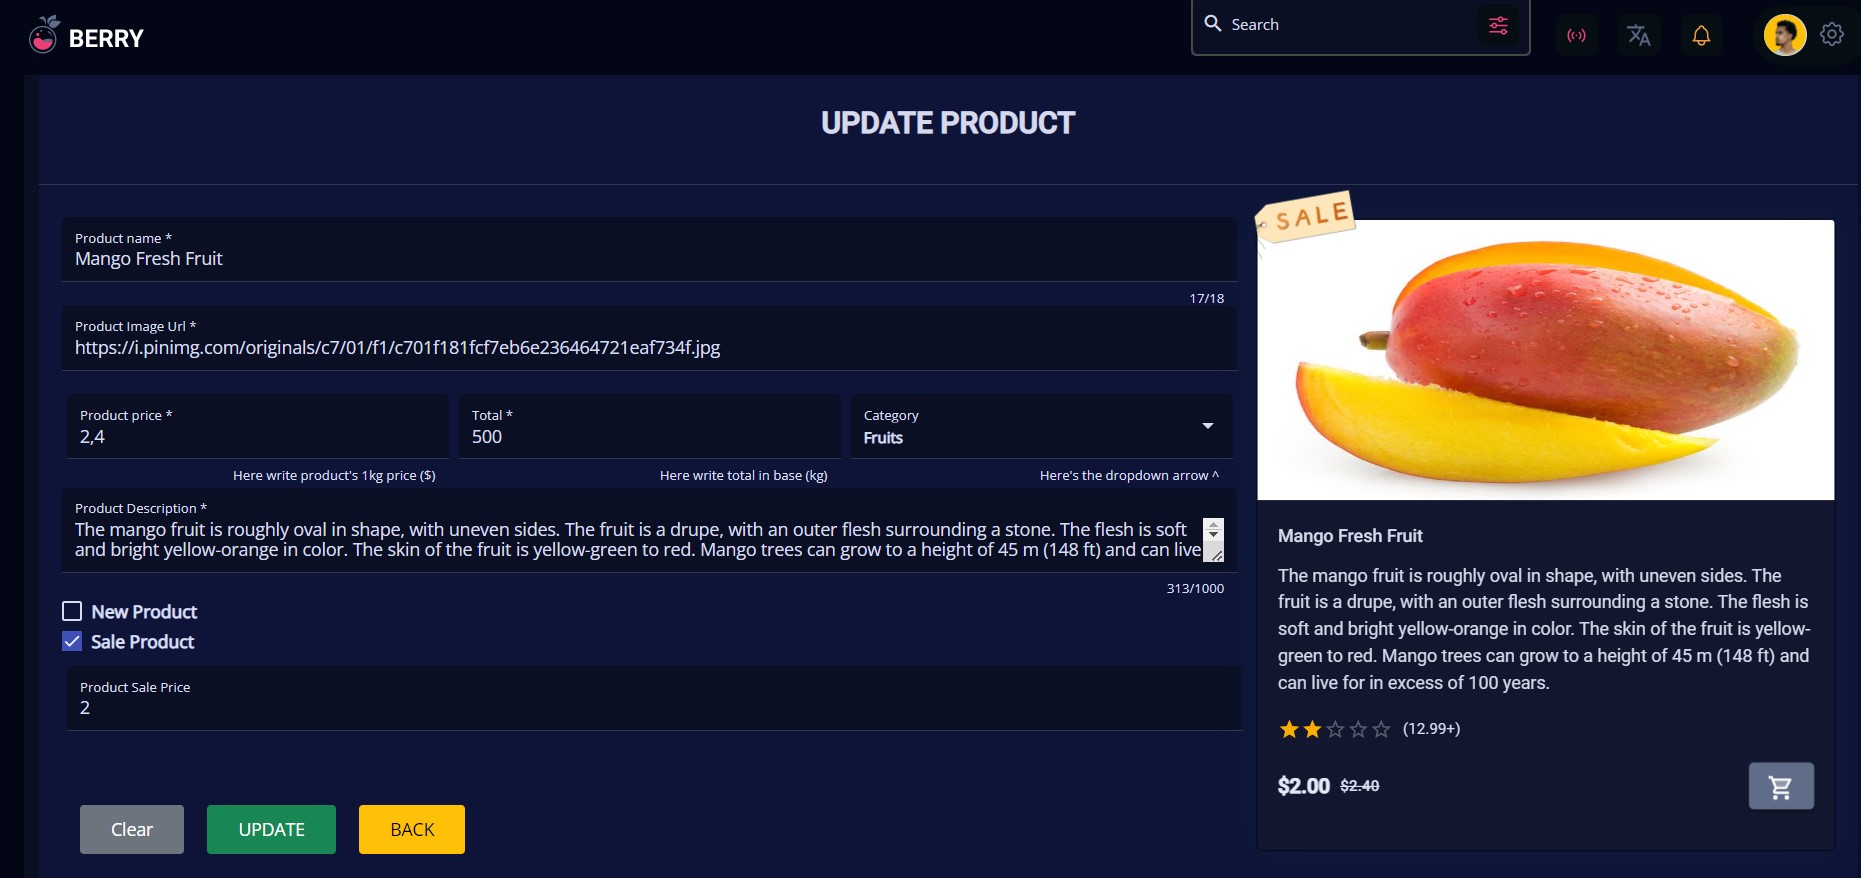 BERRY
Search
UPDATE PRODUCT
Product name *
Mango Fresh Fruit
17/18
Product Image Url *
https://i.pinimg.com/originals/c7/01/f1/c701f181fcf7eb6e236464721eaf734f.jpg
Product price *
2,4
Here write product's 1kg price ($)
Total *
500
Here write total in base (kg)
Category
Fruits
Here's the dropdown arrow ^
Product Description *
The mango fruit is roughly oval in shape, with uneven sides. The fruit is a drupe, with an outer flesh surrounding a stone. The flesh is soft
and bright yellow-orange in color. The skin of the fruit is yellow-green to red. Mango trees can grow to a height of 45 m (148 ft) and can live
313/1000
New Product
Sale Product
Product Sale Price
2
Clear
UPDATE
BACK
SALE
Mango Fresh Fruit
The mango fruit is roughly oval in shape, with uneven sides. The
fruit is a drupe, with an outer flesh surrounding a stone. The flesh is
soft and bright yellow-orange in color. The skin of the fruit is yellow-
green to red. Mango trees can grow to a height of 45 m (148 ft) and
can live for in excess of 100 years.
(12.99+)
$2.00 $2.40